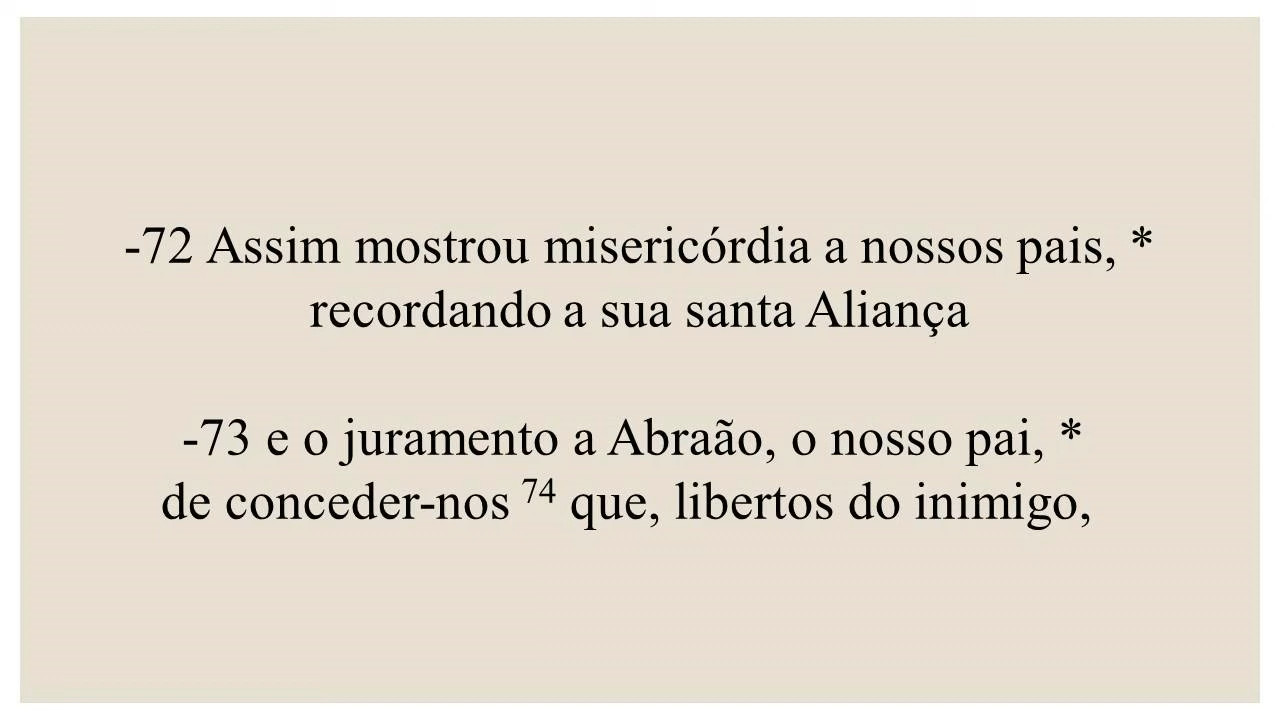 -72 Assim mostrou misericórdia a nossos pais, *
recordando a sua santa Aliança
-73 e o juramento a Abraão, o nosso pai, *
de conceder-nos ⁷⁴ que, libertos do inimigo,